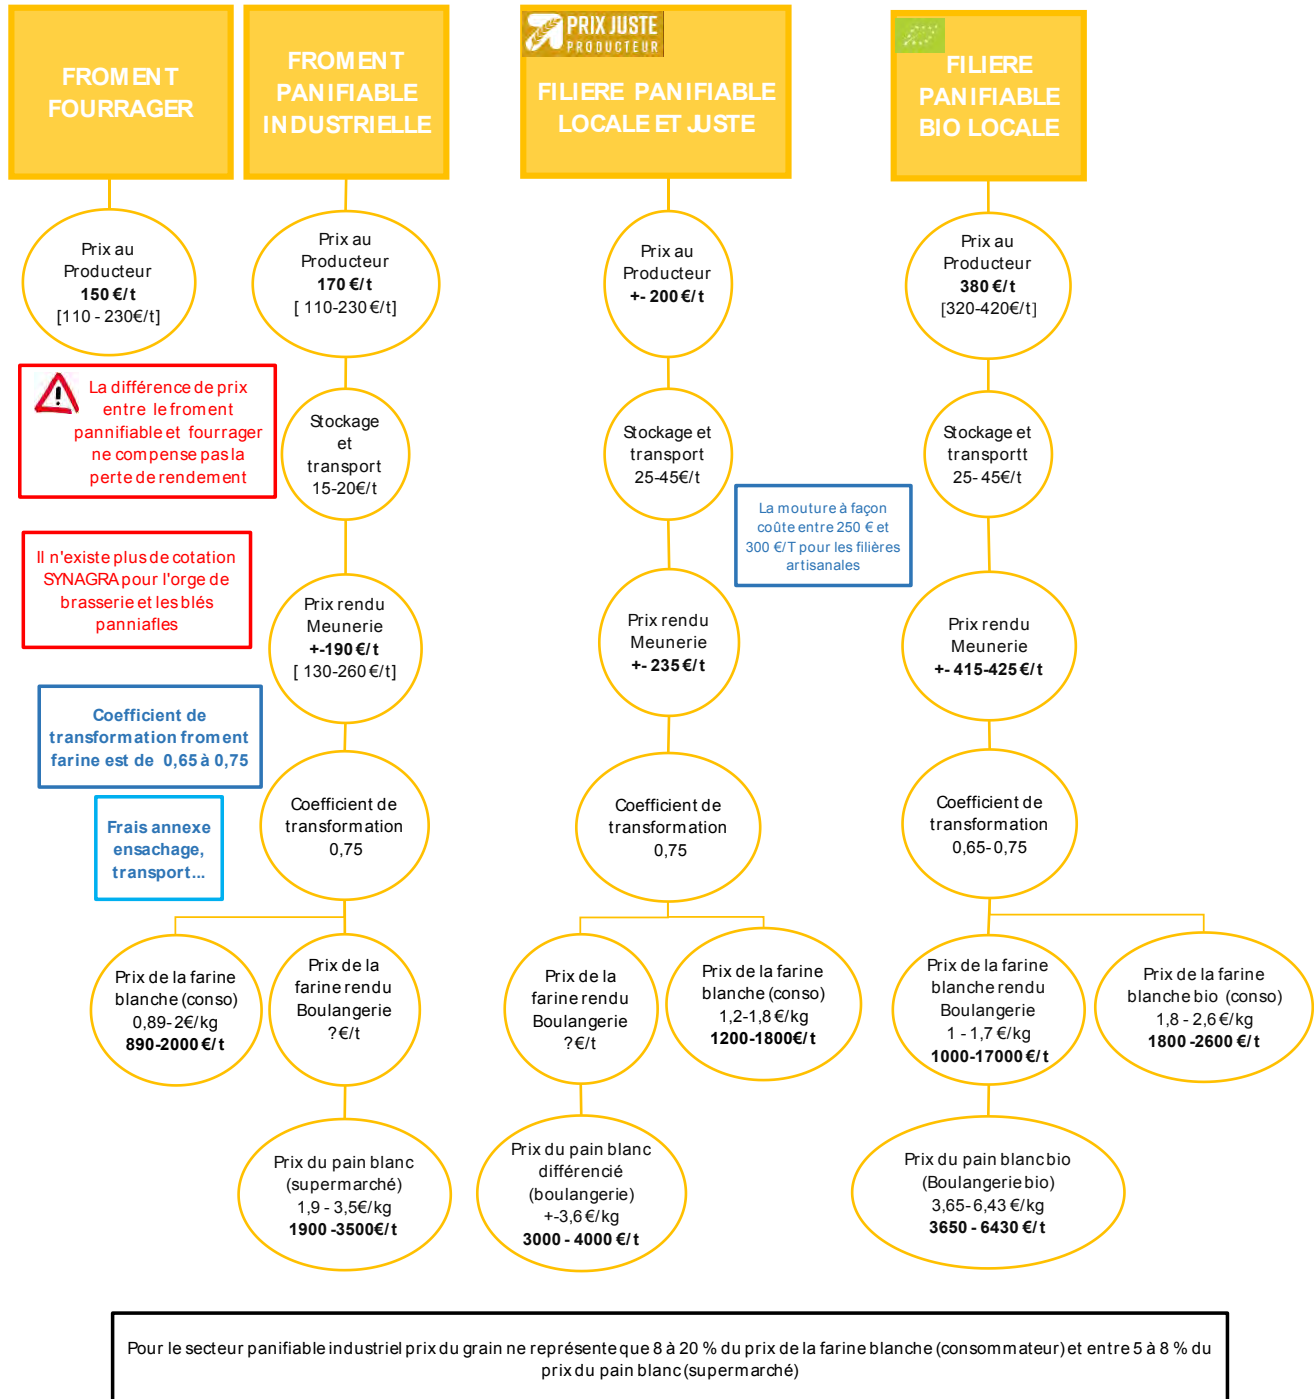 FROMENT
FOURRAGER
FROMENT
PANIFIABLE
INDUSTRIELLE
PRIX JUSTE
PRODUCTEUR
FILIERE PANIFIABLE
LOCALE ET JUSTE
FILIERE
PANIFIABLE
BIO LOCALE
Prix au
Producteur
150 €/t
[110 - 230€/t]
Prix au
Producteur
170 €/t
[ 110-230 €/t]
Prix au
Producteur
+- 200 €/t
Prix au
Producteur
380 €/t
[320-420€/t]
La différence de prix
entre le froment
pannifiable et fourrager
ne compense pas la
perte de rendement
Stockage
et
transport
15-20€/t
Stockage et
transport
25-45€/t
Stockage et
transportt
25- 45€/t
La mouture à façon
coûte entre 250 € et
300 €/T pour les filières
artisanales
Il n'existe plus de cotation
SYNAGRA pour l'orge de
brasserie et les blés
panniafles
Prix rendu
Meunerie
+-190 €/t
[ 130-260 €/t]
Prix rendu
Meunerie
+- 235 €/t
Prix rendu
Meunerie
+- 415-425 €/t
Coefficient de
transformation froment
farine est de 0,65 à 0,75
Frais annexe
ensachage,
transport...
Coefficient de
transformation
0,75
Coefficient de
transformation
0,75
Coefficient de
transformation
0,65- 0,75
Prix de la farine
blanche (conso)
0,89- 2€/kg
890-2000 €/t
Prix de la
farine rendu
Boulangerie
? €/t
Prix de la
farine rendu
Boulangerie
? €/t
Prix de la farine
blanche (conso)
1,2-1,8 €/kg
1200-1800€/t
Prix de la farine
blanche rendu
Boulangerie
1 - 1,7 €/kg
1000-17000 €/t
Prix de la farine
blanche bio (conso)
1,8 - 2,6 €/kg
1800 -2600 €/t
Prix du pain blanc
(supermarché)
1,9 - 3,5€/kg
1900 -3500€/t
Prix du pain blanc
différencié
(boulangerie)
+-3,6 €/kg
3000 - 4000 €/t
Prix du pain blanc bio
(Boulangerie bio)
3,65- 6,43 €/kg
3650 - 6430 €/t
Pour le secteur panifiable industriel prix du grain ne représente que 8 à 20 % du prix de la farine blanche (consommateur) et entre 5 à 8 % du
prix du pain blanc (supermarché)